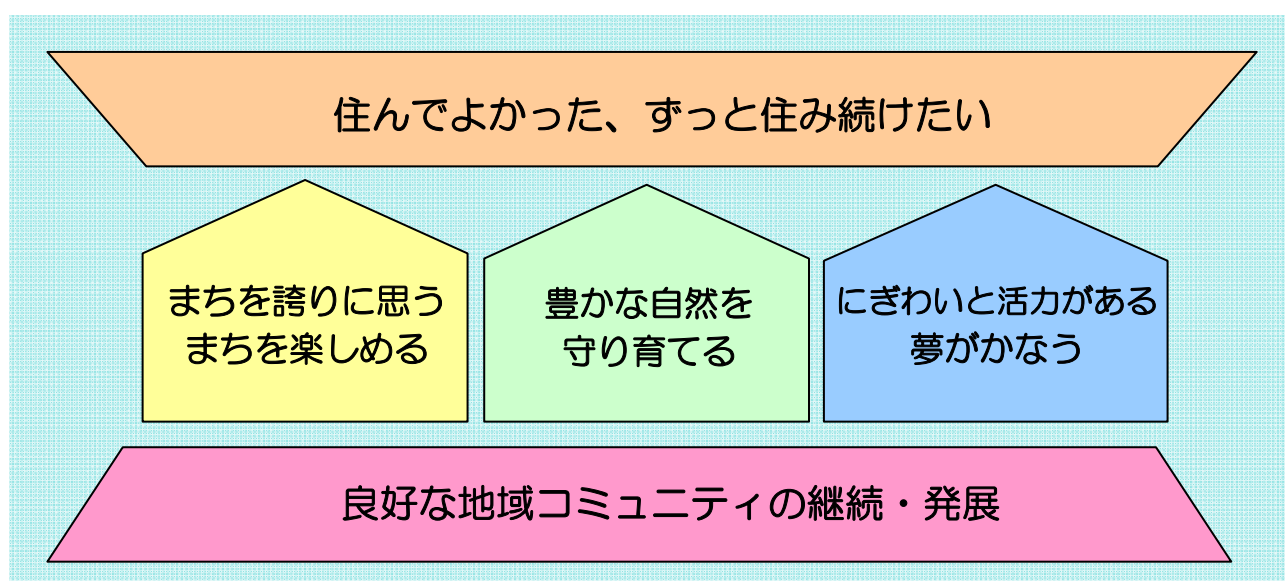 住んでよかった、ずっと住み続けたい
まちを誇りに思う
まちを楽しめる
豊かな自然を
守り育てる
にぎわいと活力がある
夢がかなう
良好な地域コミュニティの継続・発展